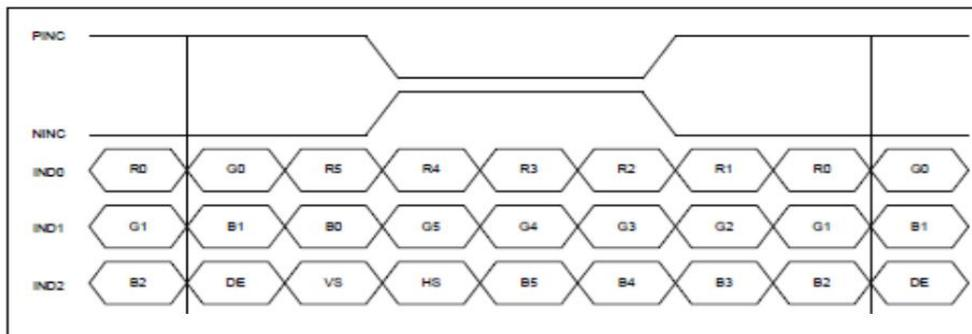 PINC
NINC
IND0 R0 G0 R5 R4 R3 R2 R1 R0 G0
IND1 G1 B1 B0 G5 G4 G3 G2 G1 B1
IND2 B2 DE VS HS B5 B4 B3 B2 DE